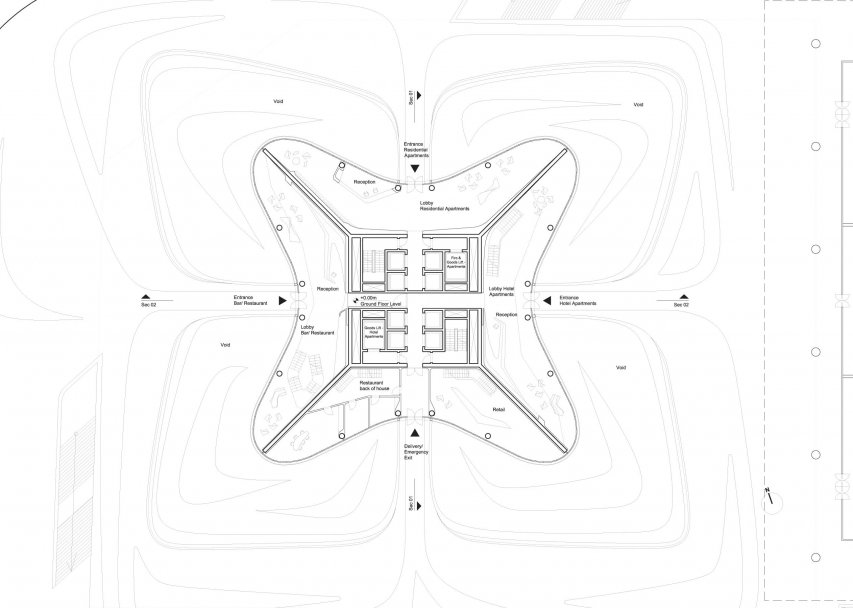 Sec 01
Void
Void
Entrance
Residential
Apartments
Reception
Lobby
Residential Apartments
Fire &
Goods Lift -
Apartments
Reception
Lobby Hotel
Apartments
Sec 02
Entrance
Bar/ Restaurant
+0.00m
Ground Floor Level
Entrance
Hotel Apartments
Sec 02
Reception
Lobby
Bar/ Restaurant
Goods Lift -
Hotel
Apartments
Void
Void
Restaurant
back of house
Retail
Delivery/
Emergency
Exit
Sec 01
N